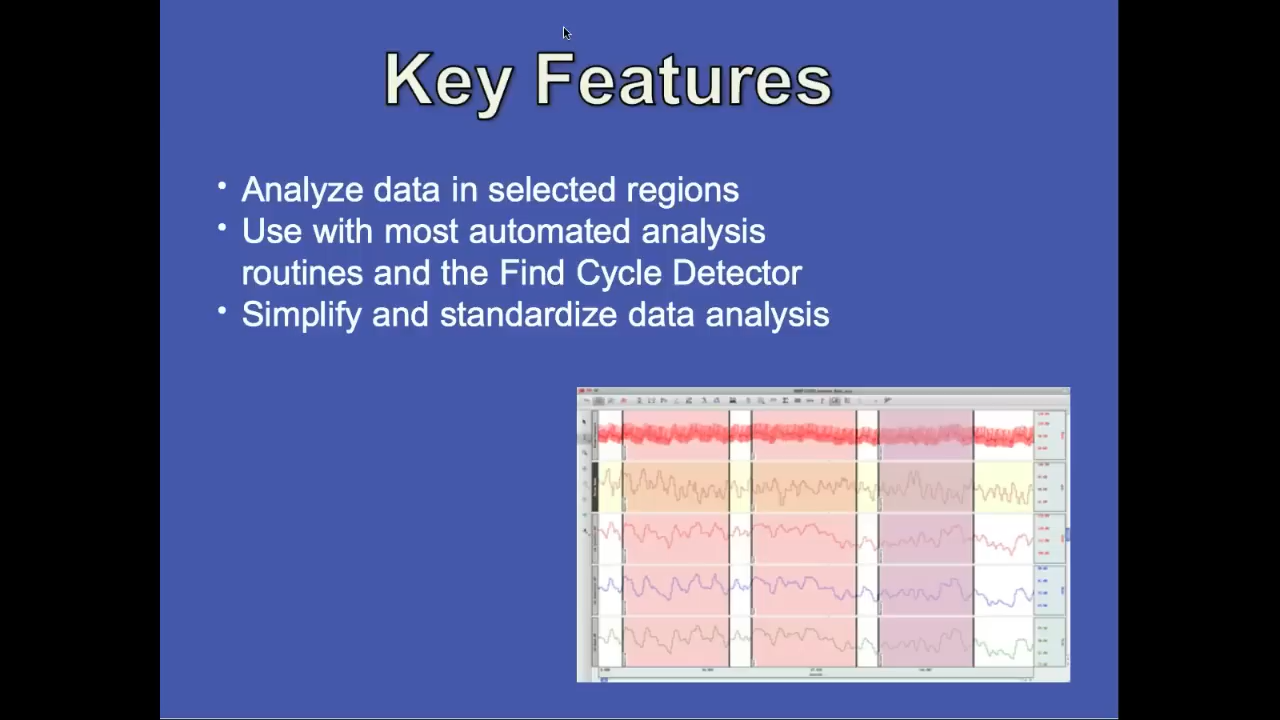 Key Features
• Analyze data in selected regions
• Use with most automated analysis
routines and the Find Cycle Detector
• Simplify and standardize data analysis